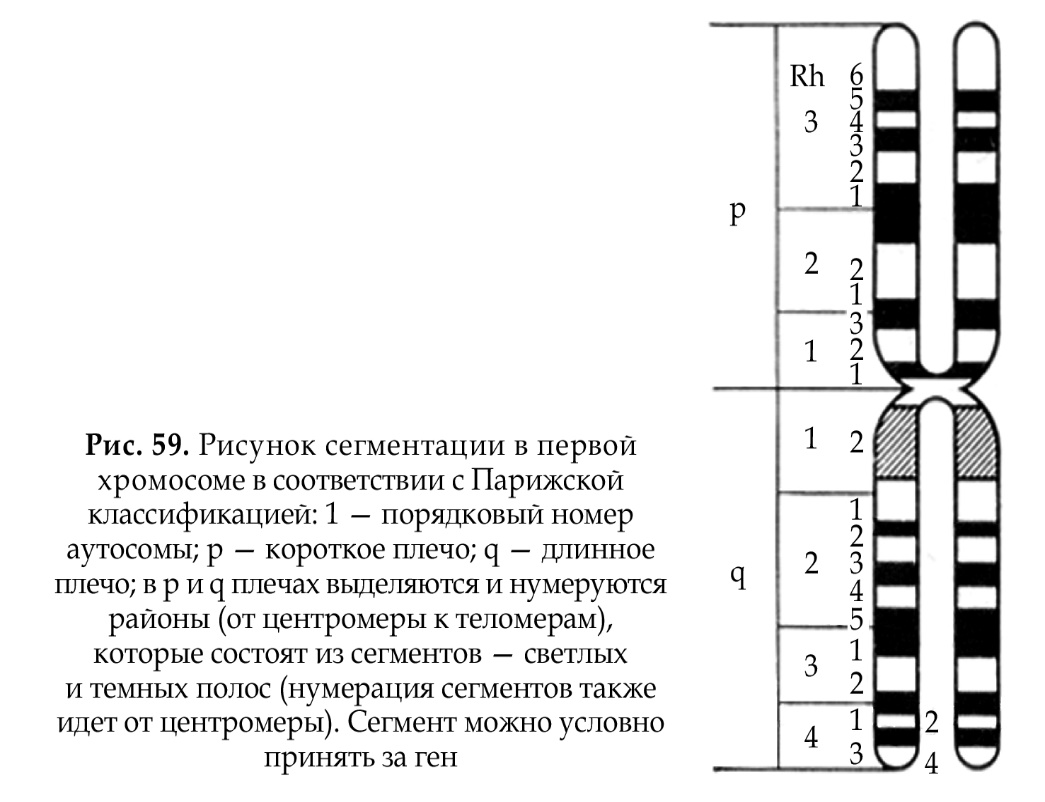 Rh 6
5
3 4
3
2
1
p
2 2
1
3
1 2
1
1 2
1
2
q 2 3
4
5
3 1
2
4 1 2
3 4
Рис. 59. Рисунок сегментации в первой
хромосоме в соответствии с Парижской
классификацией: 1 — порядковый номер
аутосомы; p — короткое плечо; q — длинное
плечо; в p и q плечах выделяются и нумеруются
районы (от центромеры к теломерам),
которые состоят из сегментов — светлых
и темных полос (нумерация сегментов также
идет от центромеры). Сегмент можно условно
принять за ген